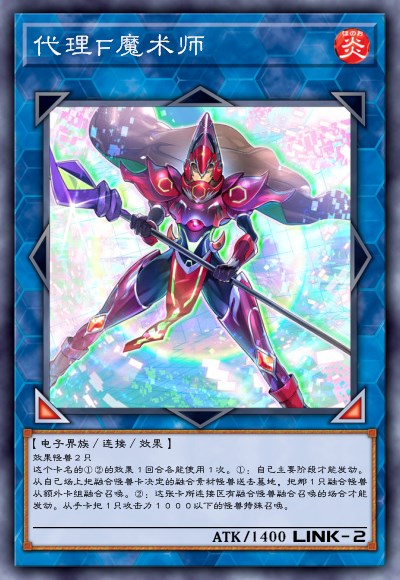 代理F魔术师
ほのお
炎
【电子界族/连接/效果】
效果怪兽2只
这个卡名的①②的效果1回合各能使用1次。①:自己主要阶段才能发动。
从自己场上把融合怪兽卡决定的融合素材怪兽送去墓地,把那1只融合怪兽
从额外卡组融合召唤。②:这张卡所连接区有融合怪兽融合召唤的场合才能
发动。从手卡把1只攻击力1000以下的怪兽特殊召唤。
ATK/1400 LINK-2